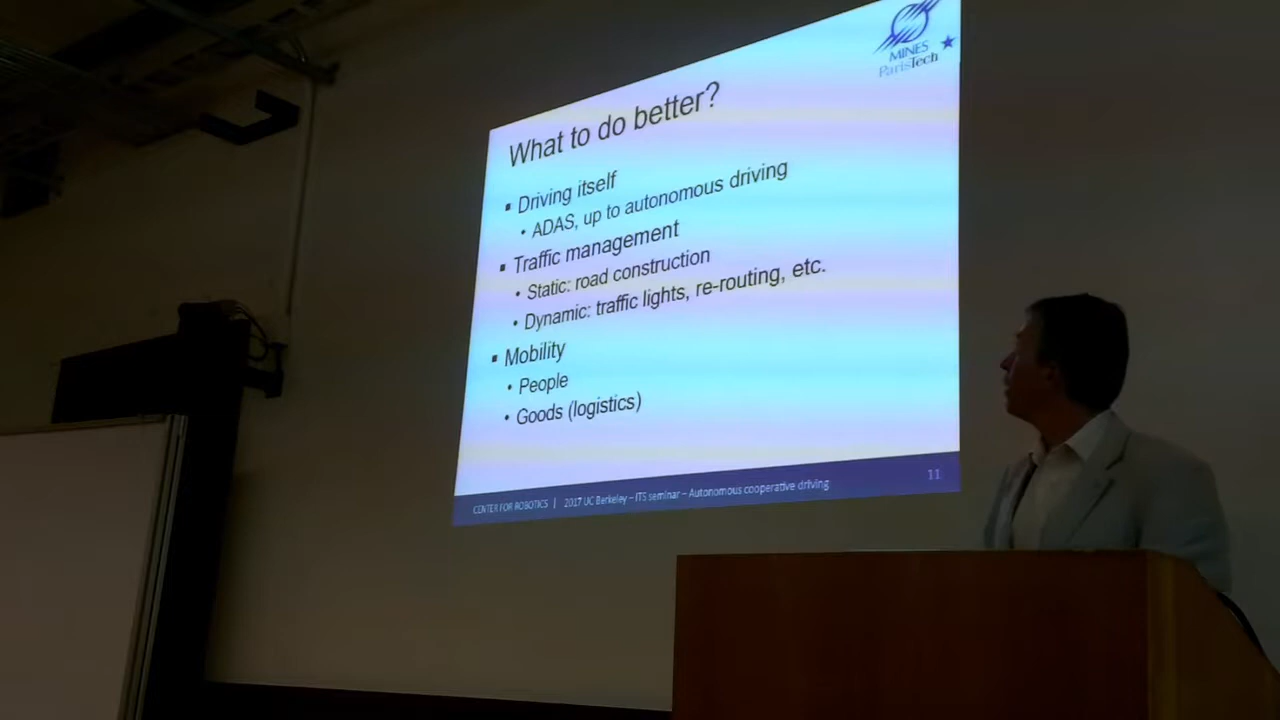 MINES
ParisTech
What to do better?
▪ Driving itself
• ADAS, up to autonomous driving
▪ Traffic management
• Static: road construction
• Dynamic: traffic lights, re-routing, etc.
▪ Mobility
• People
• Goods (logistics)
CENTER FOR ROBOTICS | 2017 UC Berkeley – ITS seminar – Autonomous cooperative driving
11